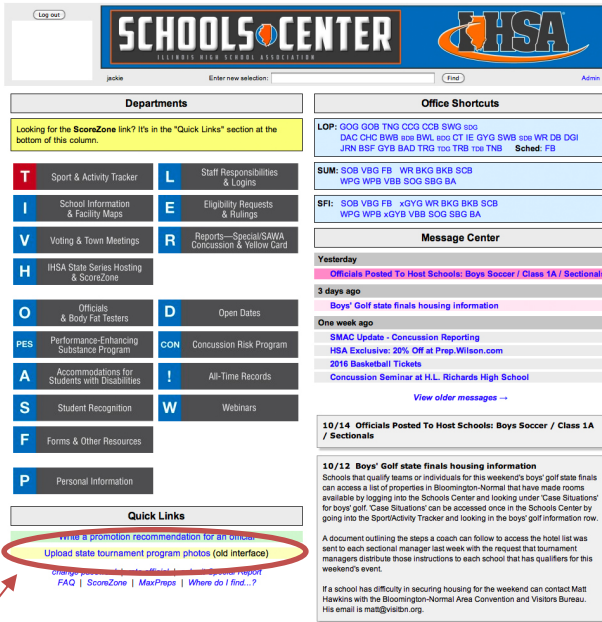 Log out
SCHOOLS CENTER
ILLINOIS HIGH SCHOOL ASSOCIATION
IHSA
jackie
Enter new selection:
Find
Admin
Departments
Looking for the ScoreZone link? It's in the "Quick Links" section at the
bottom of this column.
T Sport & Activity Tracker
L Staff Responsibilities
& Logins
I School Information
& Facility Maps
E Eligibility Requests
& Rulings
V Voting & Town Meetings
R Reports—Special/SAWA
Concussion & Yellow Card
H IHSA State Series Hosting
& ScoreZone
O Officials
& Body Fat Testers
D Open Dates
PES Performance-Enhancing
Substance Program
CON Concussion Risk Program
A Accommodations for
Students with Disabilities
! All-Time Records
S Student Recognition
W Webinars
F Forms & Other Resources
P Personal Information
Quick Links
Write a promotion recommendation for an official
Upload state tournament program photos (old interface)
change Special Report
FAQ | ScoreZone | MaxPreps | Where do I find...?
Office Shortcuts
LOP: GOG GOB TNG CCG CCB SWG SDG
DAC CHC BWB BDB BWL BDG CT IE GYG SWB SDB WR DB DGI
JRN BSF GYB BAD TRG TDG TRB TDB TNB Sched: FB
SUM: SOB VBG FB WR BKG BKB SCB
WPG WPB VBB SOG SBG BA
SFI: SOB VBG FB xGYG WR BKG BKB SCB
WPG WPB xGYB VBB SOG SBG BA
Message Center
Yesterday
Officials Posted To Host Schools: Boys Soccer / Class 1A / Sectionals
3 days ago
Boys' Golf state finals housing information
One week ago
SMAC Update - Concussion Reporting
HSA Exclusive: 20% Off at Prep.Wilson.com
2016 Basketball Tickets
Concussion Seminar at H.L. Richards High School
View older messages →
10/14 Officials Posted To Host Schools: Boys Soccer / Class 1A
/ Sectionals
10/12 Boys' Golf state finals housing information
Schools that qualify teams or individuals for this weekend's boys' golf state finals
can access a list of properties in Bloomington-Normal that have made rooms
available by logging into the Schools Center and looking under 'Case Situations'
for boys' golf. 'Case Situations' can be accessed once in the Schools Center by
going into the Sport/Activity Tracker and looking in the boys' golf information row.
A document outlining the steps a coach can follow to access the hotel list was
sent to each sectional manager last week with the request that tournament
managers distribute those instructions to each school that has qualifiers for this
weekend's event.
If a school has difficulty in securing housing for the weekend can contact Matt
Hawkins with the Bloomington-Normal Area Convention and Visitors Bureau.
His email is matt@visitbn.org.